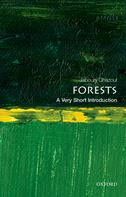 Jaboury Ghazoul
FORESTS
A Very Short Introduction
OXFORD